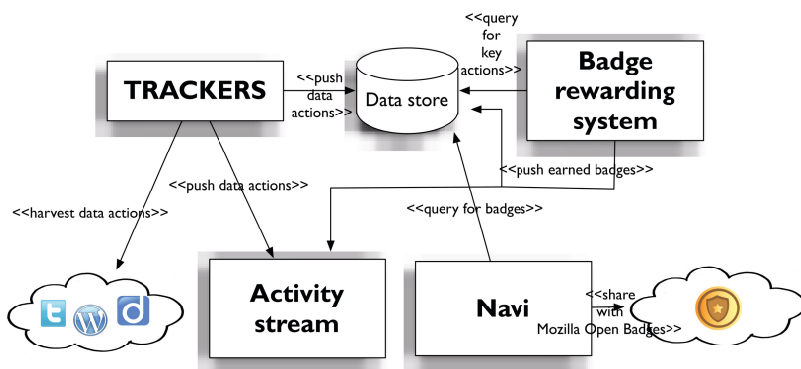 <<query
for
key
actions>>
TRACKERS
<<push
data
actions>>
Data store
Badge
rewarding
system
<<push data actions>>
<<push earned badges>>
<<harvest data actions>>
<<query for badges>>
Activity
stream
Navi
<<share
with
Mozilla Open Badges>>
t
W
d